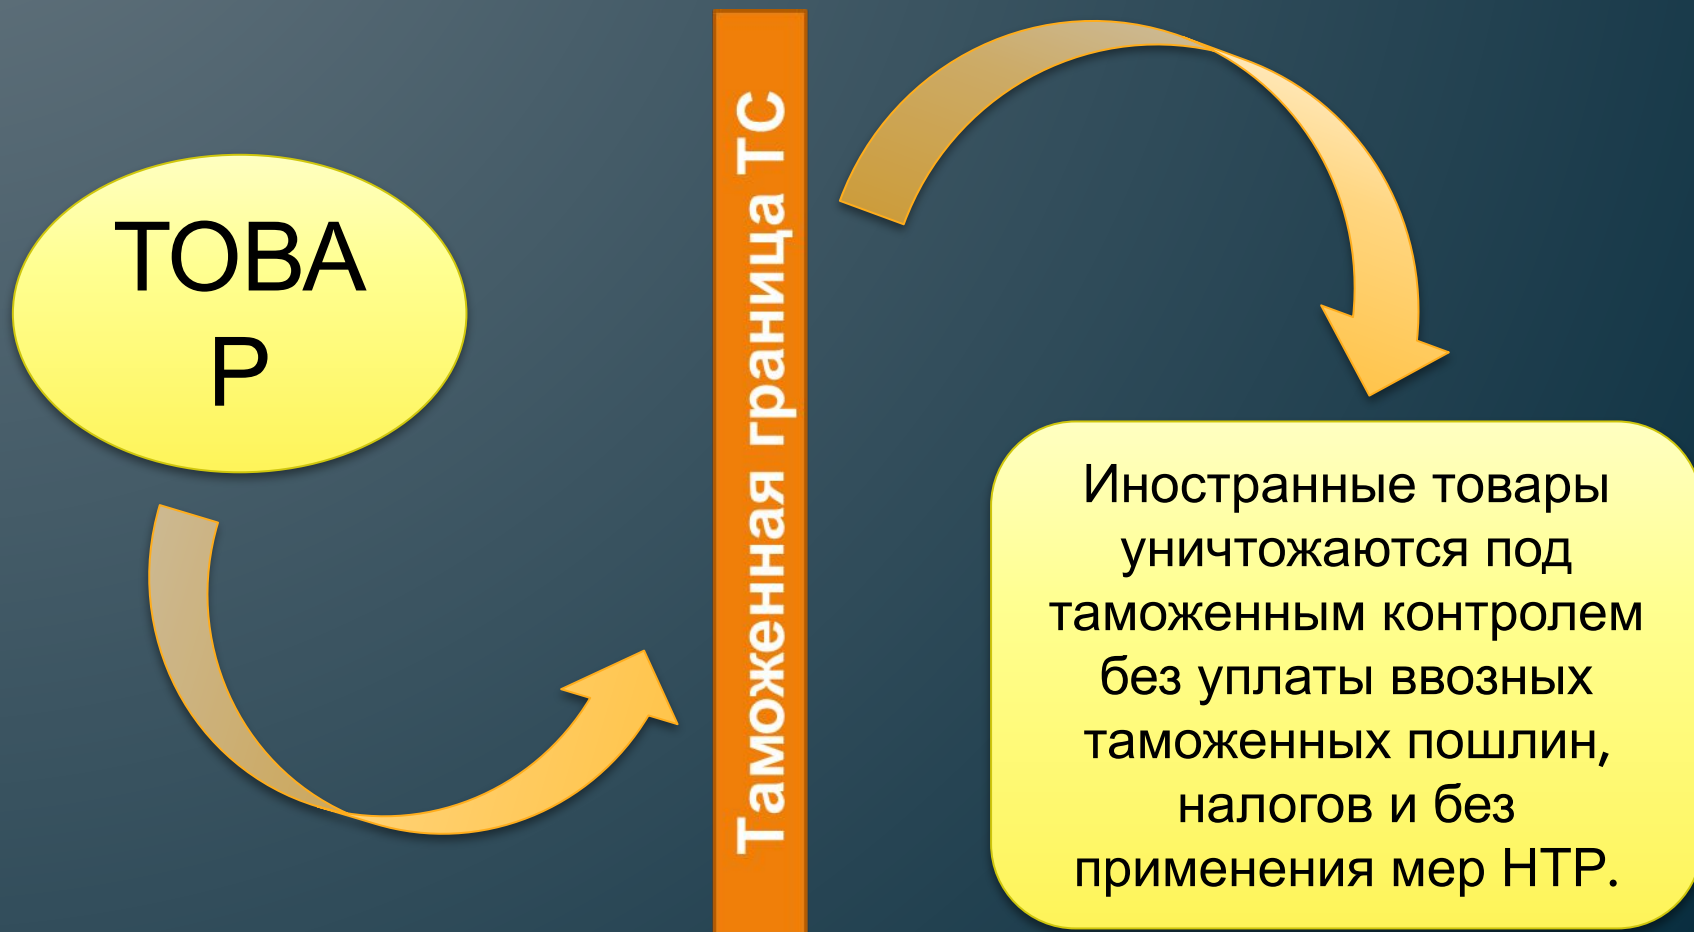 ТОВА
Р
Таможенная граница ТС
Иностранные товары
уничтожаются под
таможенным контролем
без уплаты ввозных
таможенных пошлин,
налогов и без
применения мер НТР.